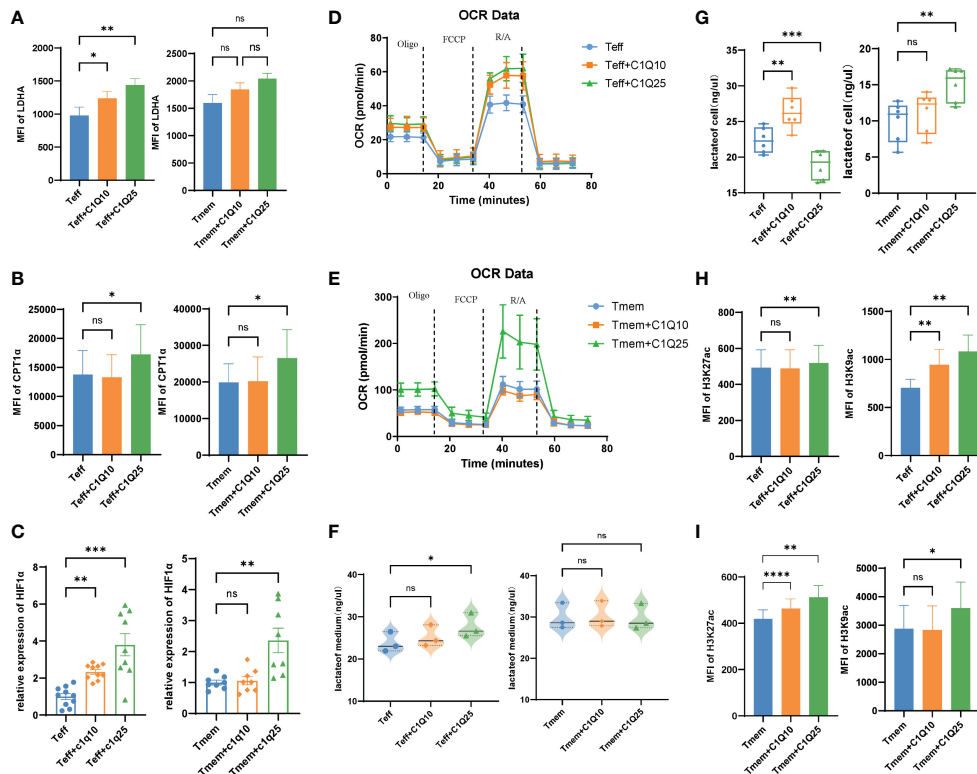 A
**
*
MFI of LDHA
2000
1500
1000
500
0
Teff
Teff+C1Q10
Teff+C1Q25
ns
ns
ns
MFI of LDHA
2500
2000
1500
1000
500
0
Tmem
Tmem+C1Q10
Tmem+C1Q25
D
OCR Data
Oligo
FCCP
R/A
OCR (pmol/min)
80
60
40
20
0
0
20
40
60
80
Time (minutes)
Teff
Teff+C1Q10
Teff+C1Q25
G
***
**
lactateof cell(ng/ul)
35
30
25
20
15
Teff
Teff+C1Q10
Teff+C1Q25
**
ns
lactateof cell(ng/ul)
20
15
10
5
0
Tmem
Tmem+C1Q10
Tmem+C1Q25
B
*
ns
MFI of CPT1α
25000
20000
15000
10000
5000
0
Teff
Teff+C1Q10
Teff+C1Q25
*
ns
MFI of CPT1α
40000
30000
20000
10000
0
Tmem
Tmem+C1Q10
Tmem+C1Q25
E
OCR Data
Oligo
FCCP
R/A
OCR (pmol/min)
300
200
100
0
0
20
40
60
80
Time (minutes)
Tmem
Tmem+C1Q10
Tmem+C1Q25
H
**
ns
MFI of H3K27ac
800
600
400
200
0
Teff
Teff+C1Q10
Teff+C1Q25
**
**
MFI of H3K9ac
1500
1000
500
0
Teff
Teff+C1Q10
Teff+C1Q25
C
***
**
relative expression of HIF1α
8
6
4
2
0
Teff
Teff+c1q10
Teff+c1q25
**
ns
relative expression of HIF1α
5
4
3
2
1
0
Tmem
Tmem+c1q10
Tmem+c1q25
F
*
ns
lactateof medium(ng/ul)
40
30
20
10
Teff
Teff+C1Q10
Teff+C1Q25
ns
ns
lactateof medium(ng/ul)
40
30
20
10
Tmem
Tmem+C1Q10
Tmem+C1Q25
I
**
****
MFI of H3K27ac
800
600
400
200
0
Tmem
Tmem+C1Q10
Tmem+C1Q25
*
ns
MFI of H3K9ac
5000
4000
3000
2000
1000
0
Tmem
Tmem+C1Q10
Tmem+C1Q25